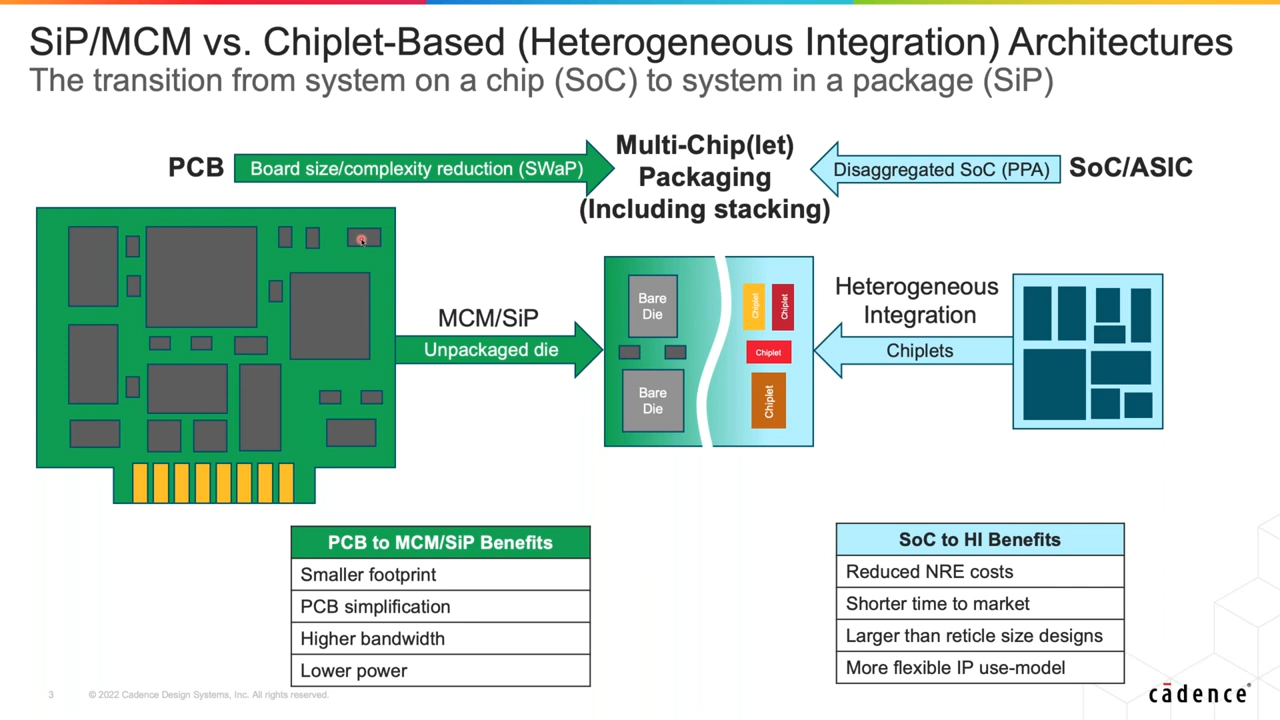 SiP/MCM vs. Chiplet-Based (Heterogeneous Integration) Architectures
The transition from system on a chip (SoC) to system in a package (SiP)
PCB
Board size/complexity reduction (SWaP)
Multi-Chip(let)
Packaging
(Including stacking)
Disaggregated SoC (PPA)
SoC/ASIC
MCM/SiP
Unpackaged die
Bare
Die
Bare
Die
Chiplet
Chiplet
Chiplet
Chiplet
Heterogeneous
Integration
Chiplets
PCB to MCM/SiP Benefits
Smaller footprint
PCB simplification
Higher bandwidth
Lower power
SoC to HI Benefits
Reduced NRE costs
Shorter time to market
Larger than reticle size designs
More flexible IP use-model
3
© 2022 Cadence Design Systems, Inc. All rights reserved.
cādence®